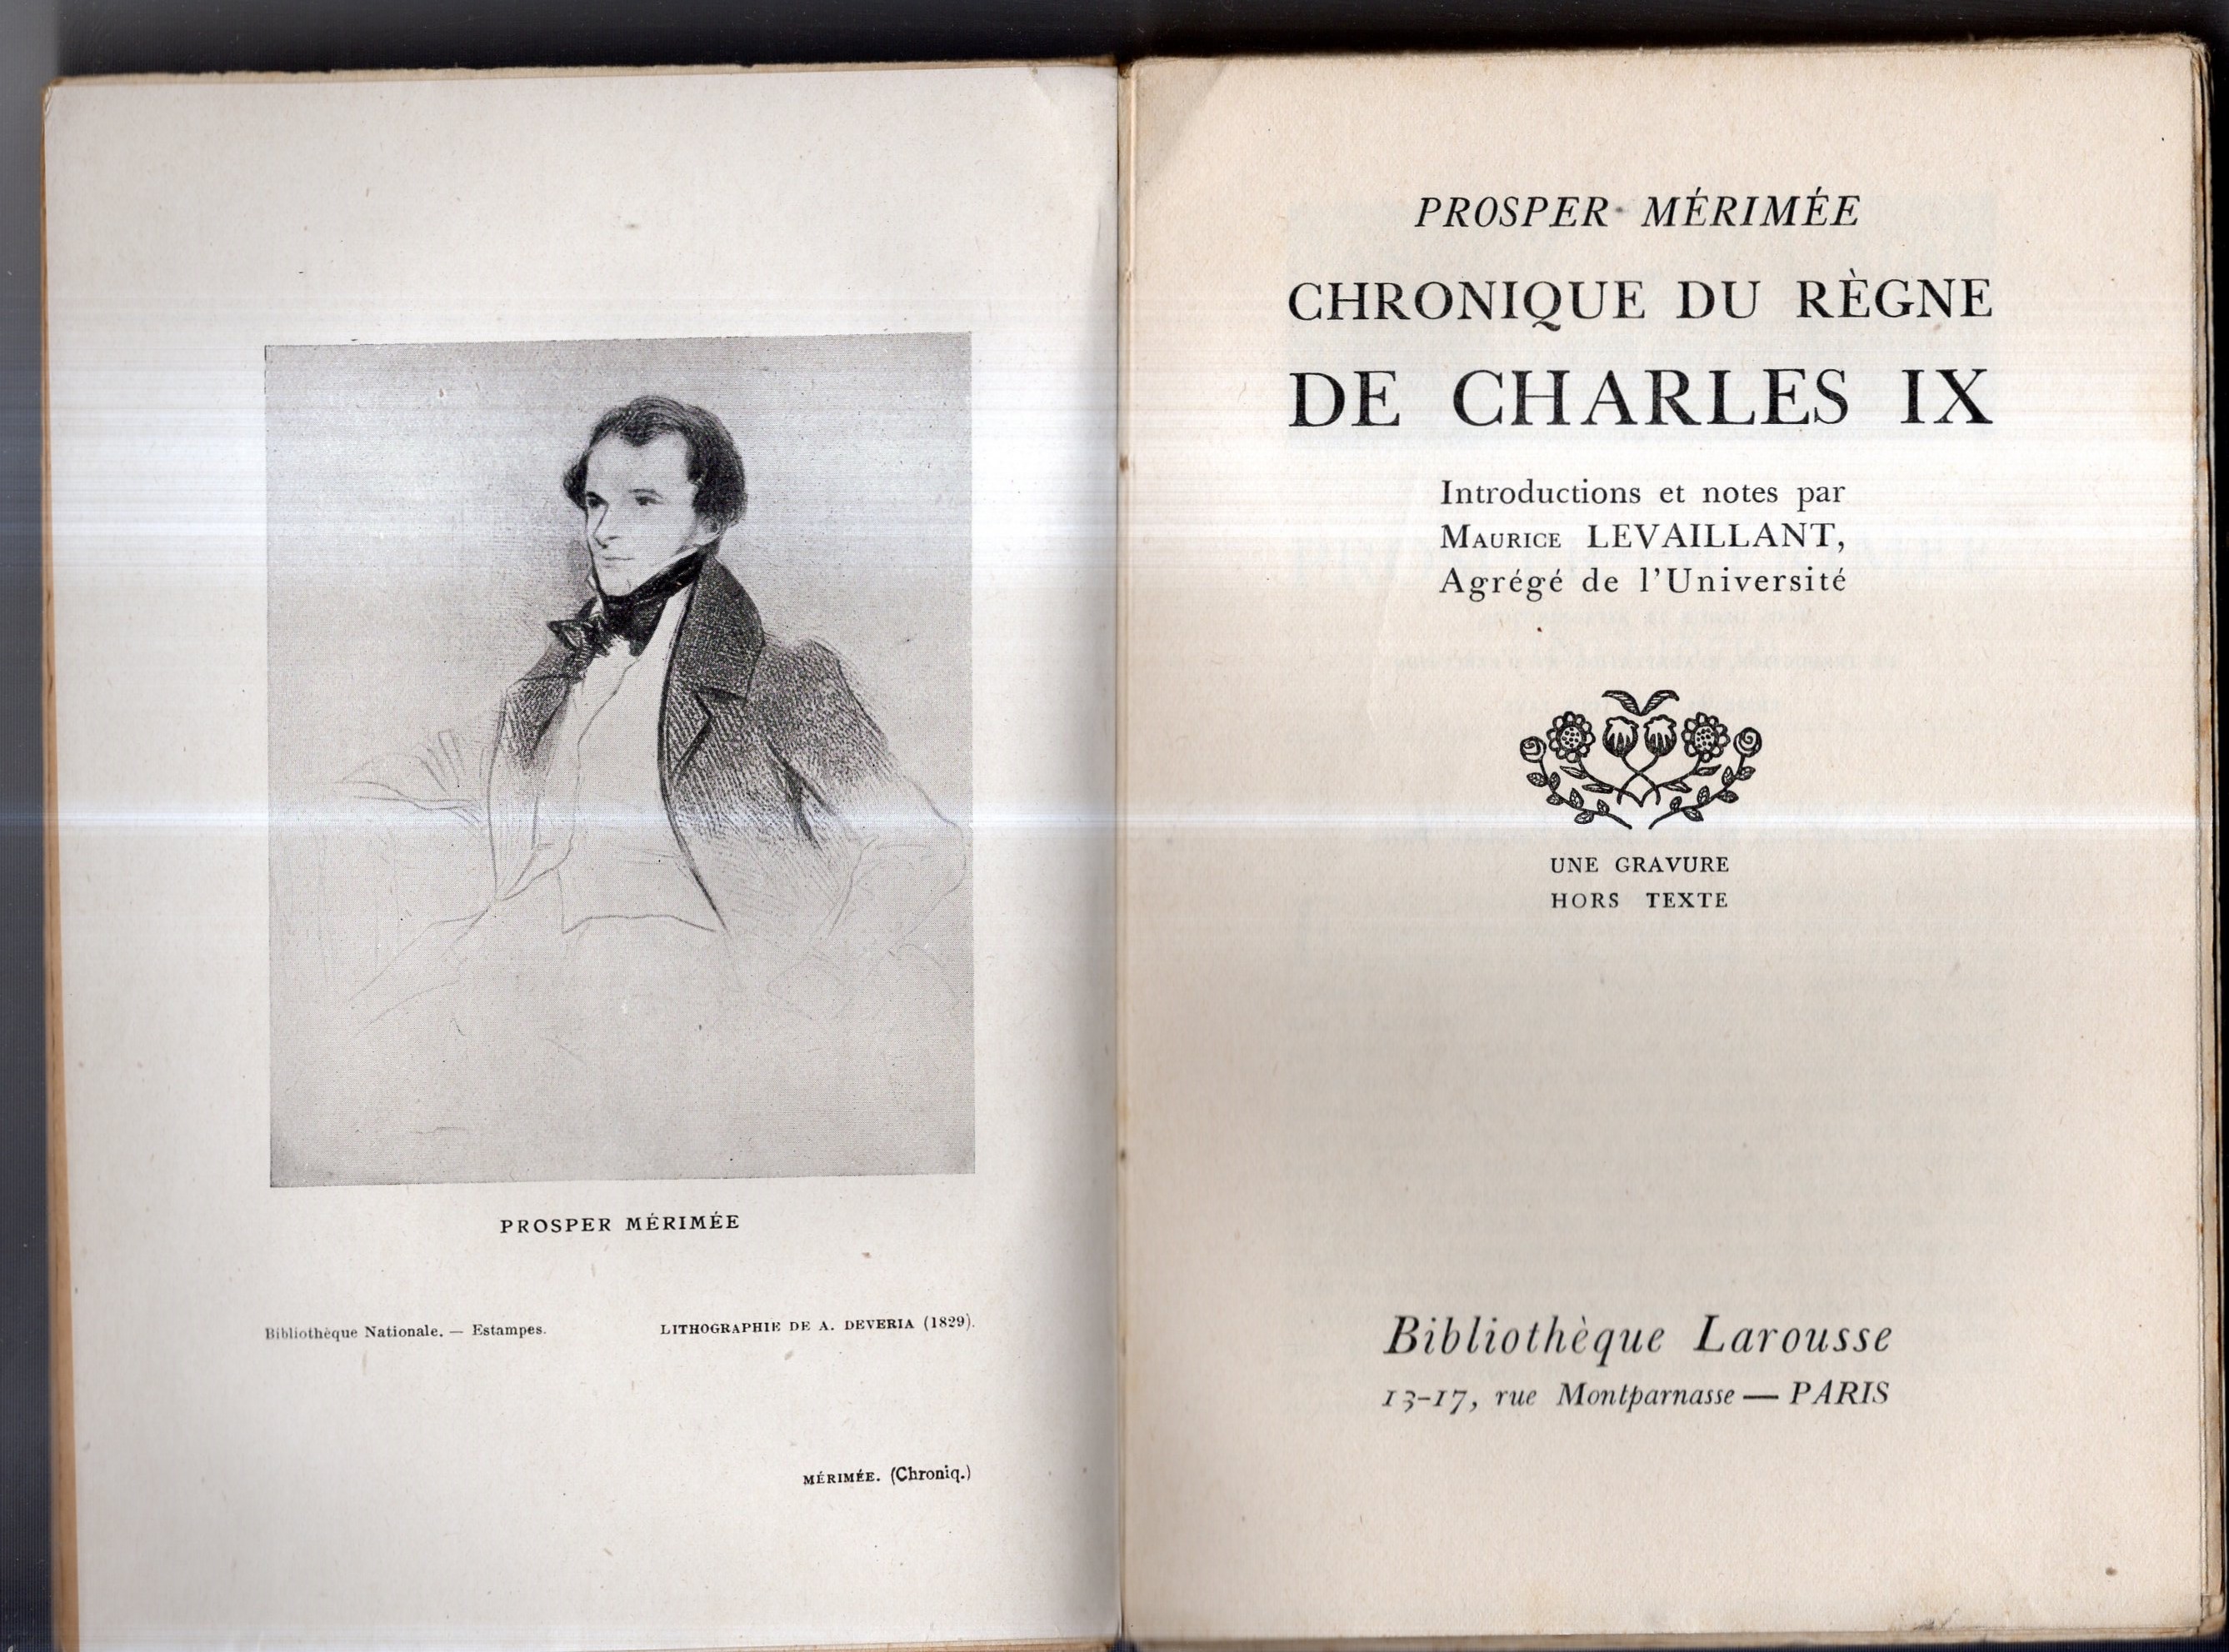 PROSPER MÉRIMÉE
Bibliothèque Nationale. — Estampes. LITHOGRAPHIE DE A. DEVERIA (1829).
MÉRIMÉE. (Chroniq.)
PROSPER MÉRIMÉE
CHRONIQUE DU RÈGNE
DE CHARLES IX
Introductions et notes par
MAURICE LEVAILLANT,
Agrégé de l'Université
UNE GRAVURE
HORS TEXTE
Bibliothèque Larousse
13-17, rue Montparnasse — PARIS